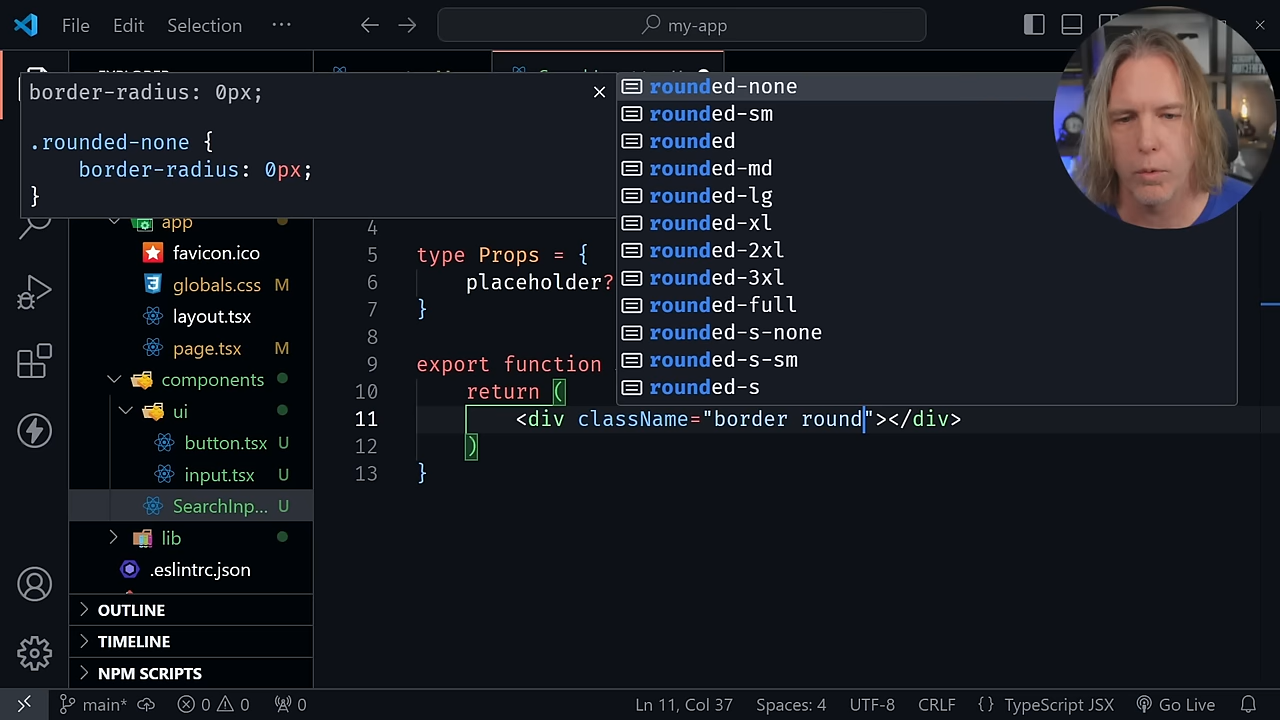 File Edit Selection ··· my-app
border-radius: 0px;
.rounded-none {
border-radius: 0px;
}
rounded-none
rounded-sm
rounded
rounded-md
rounded-lg
rounded-xl
rounded-2xl
rounded-3xl
rounded-full
rounded-s-none
rounded-s-sm
rounded-s
app
favicon.ico
globals.css M
layout.tsx
page.tsx M
components
ui
button.tsx U
input.tsx U
SearchInp... U
lib
.eslintrc.json
OUTLINE
TIMELINE
NPM SCRIPTS
4
5 type Props = {
6 placeholder?
7 }
8
9 export function
10 return (
11 <div className="border round"></div>
12 )
13 }
main* 0 0 0 Ln 11, Col 37 Spaces: 4 UTF-8 CRLF {} TypeScript JSX Go Live